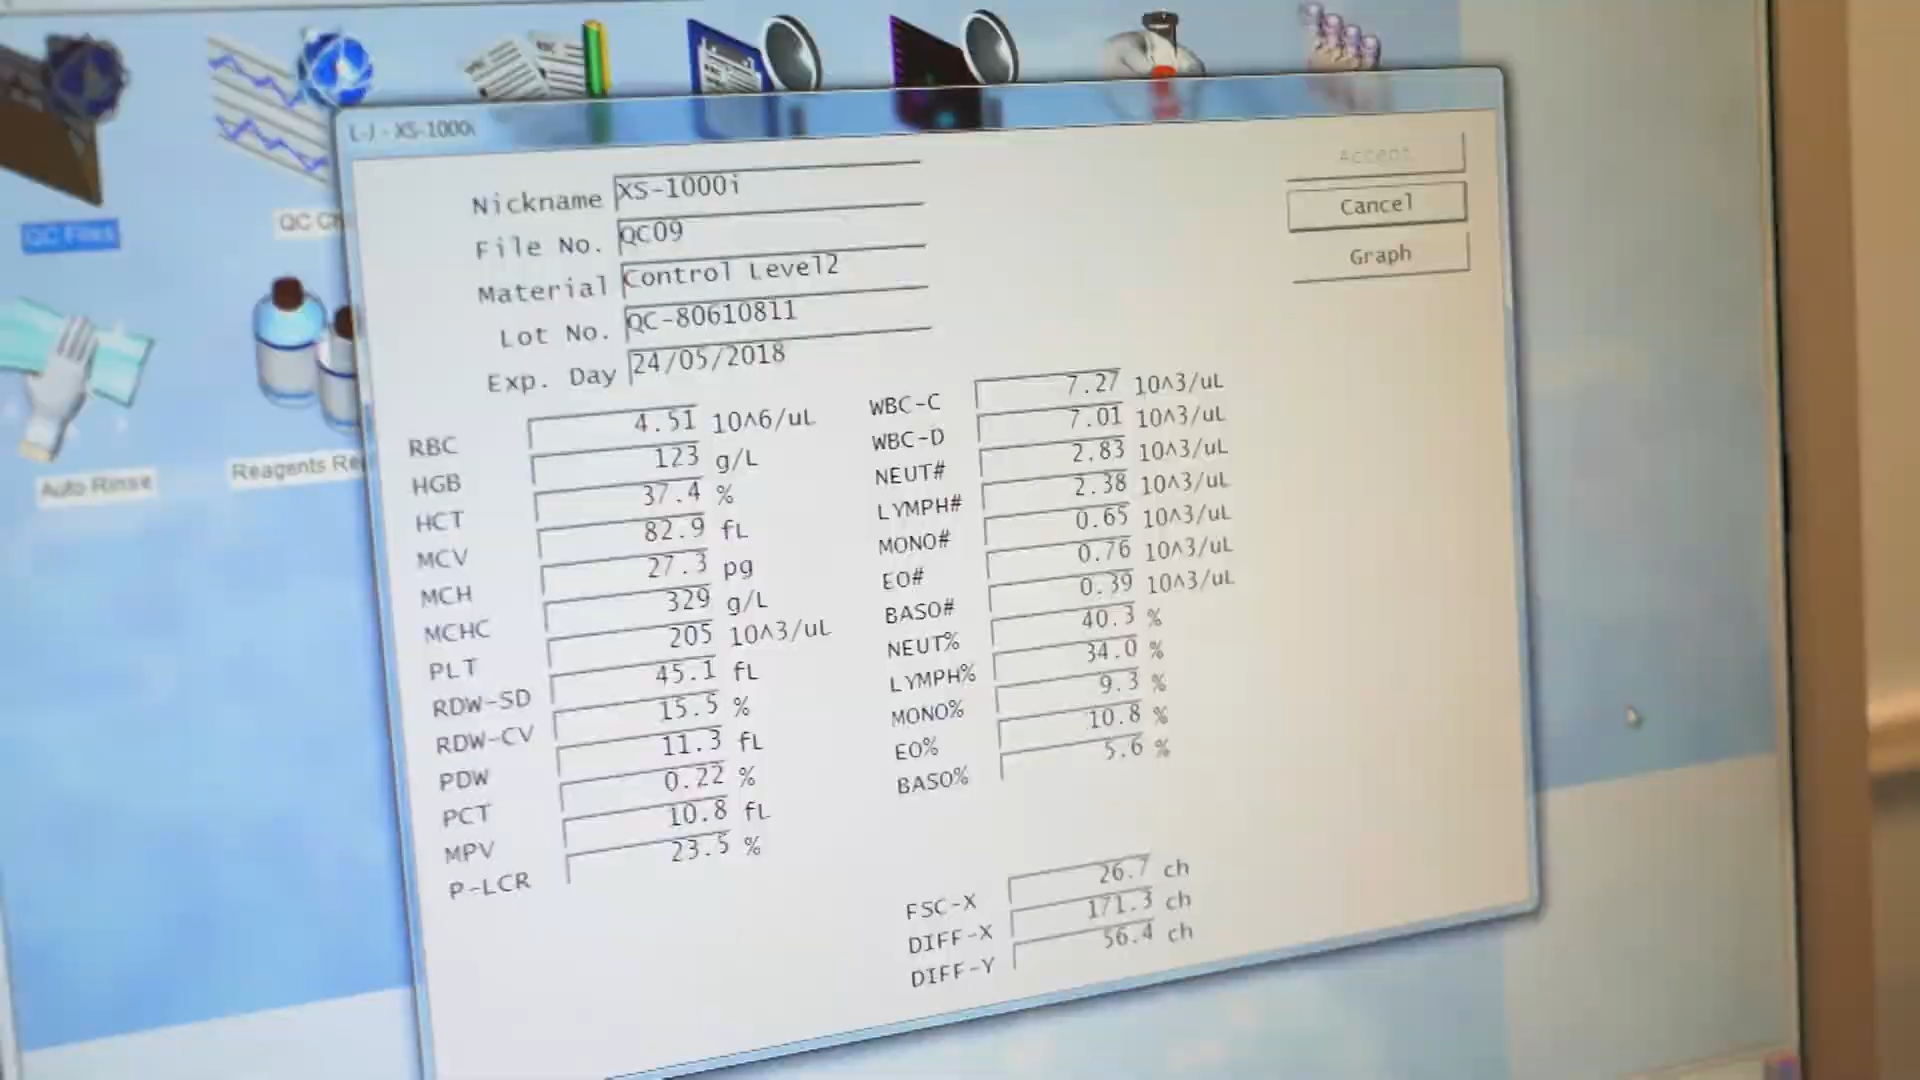 L-J - XS-1000i
Accept
Nickname XS-1000i
Cancel
File No. QC09
Graph
Material Control Level2
Lot No. QC-80610811
Exp. Day 24/05/2018
QC Files
Auto Rinse
Reagents
RBC 4.51 10^6/uL
HGB 123 g/L
HCT 37.4 %
MCV 82.9 fL
MCH 27.3 pg
MCHC 329 g/L
PLT 205 10^3/uL
RDW-SD 45.1 fL
RDW-CV 15.5 %
PDW 11.3 fL
PCT 0.22 %
MPV 10.8 fL
P-LCR 23.5 %
WBC-C 7.27 10^3/uL
WBC-D 7.01 10^3/uL
NEUT# 2.83 10^3/uL
LYMPH# 2.38 10^3/uL
MONO# 0.65 10^3/uL
EO# 0.76 10^3/uL
BASO# 0.39 10^3/uL
NEUT% 40.3 %
LYMPH% 34.0 %
MONO% 9.3 %
EO% 10.8 %
BASO% 5.6 %
FSC-X 26.7 ch
DIFF-X 171.3 ch
DIFF-Y 56.4 ch